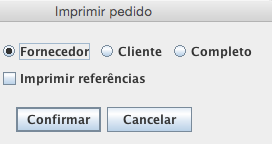 Imprimir pedido
Fornecedor Cliente Completo
Imprimir referências
Confirmar Cancelar